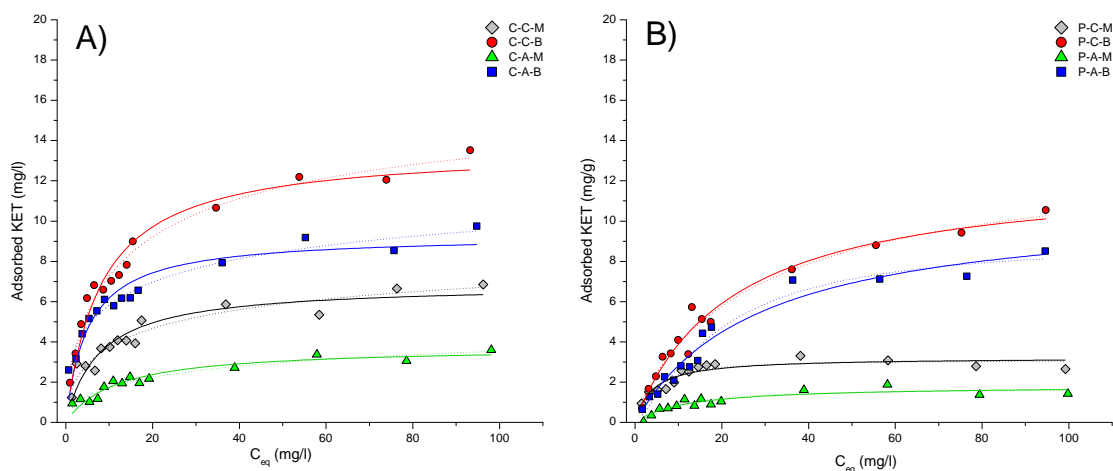 A)
C-C-M
C-C-B
C-A-M
C-A-B
20
18
16
14
12
10
8
6
4
2
0
Adsorbed KET (mg/l)
0 20 40 60 80 100
C_eq (mg/l)
B)
P-C-M
P-C-B
P-A-M
P-A-B
20
18
16
14
12
10
8
6
4
2
0
Adsorbed KET (mg/g)
0 20 40 60 80 100
C_eq (mg/l)